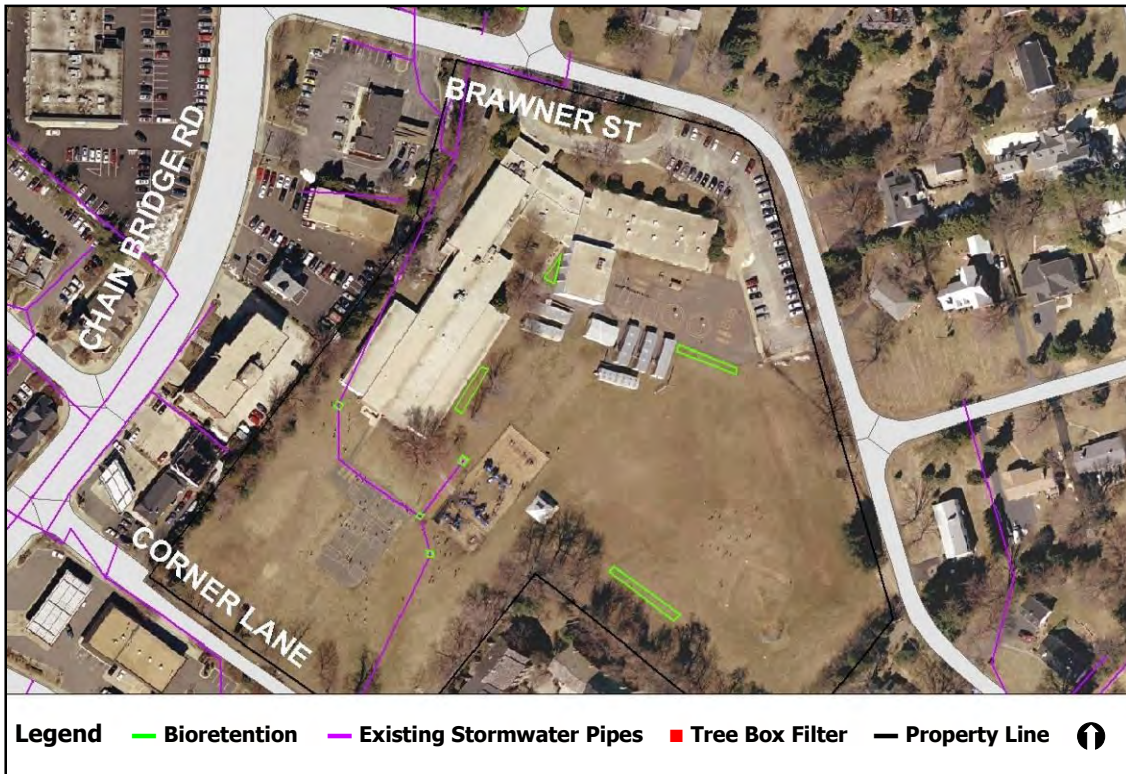 BRAWNER ST
CHAIN BRIDGE RD
CORNER LANE
Legend Bioretention Existing Stormwater Pipes Tree Box Filter Property Line